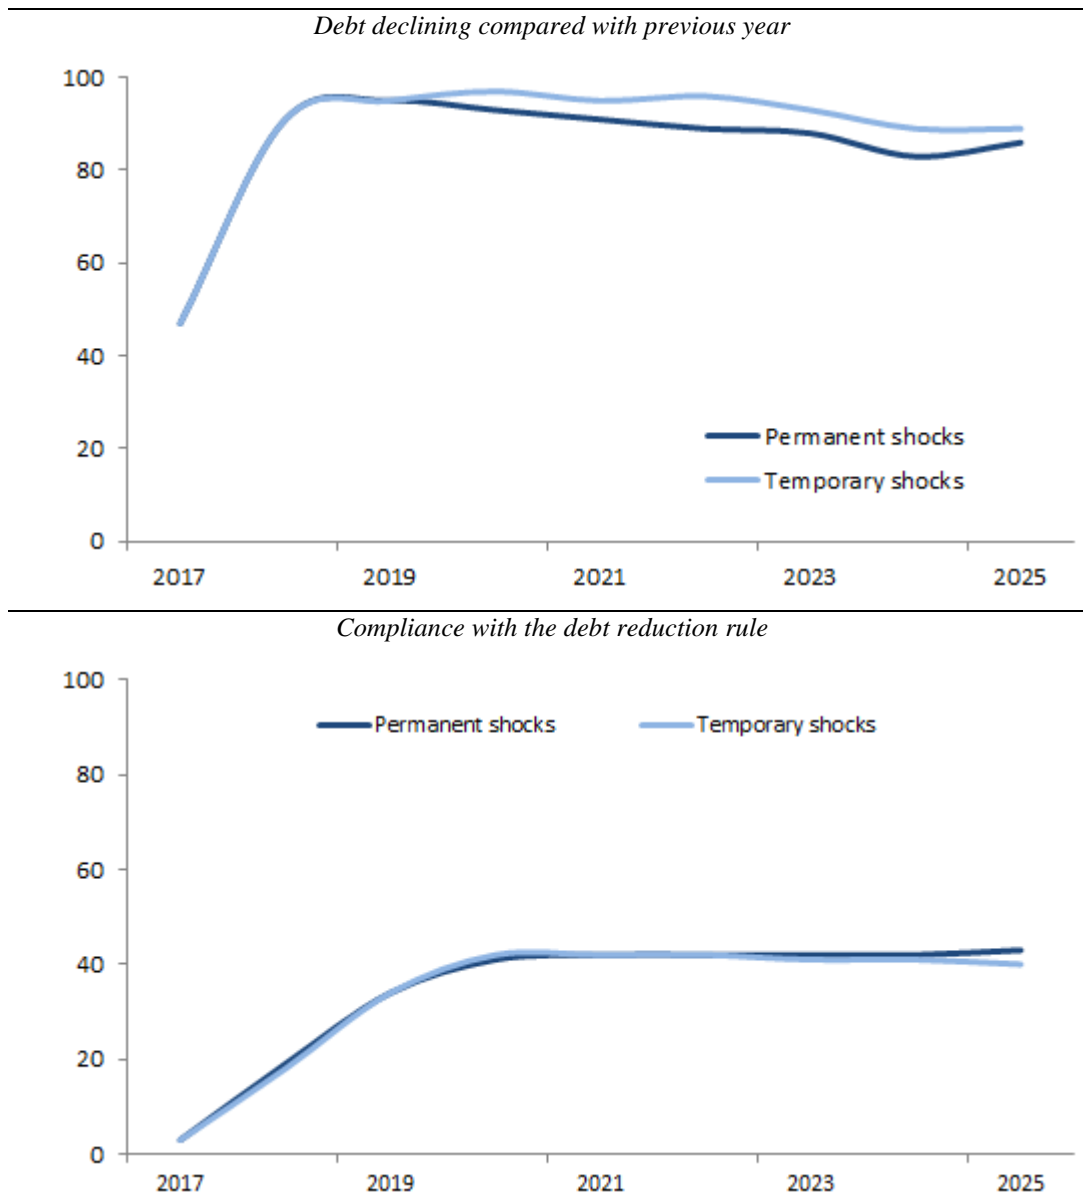 Debt declining compared with previous year
100
80
60
40
20
0
Permanent shocks
Temporary shocks
2017 2019 2021 2023 2025
Compliance with the debt reduction rule
100
80
60
40
20
0
Permanent shocks Temporary shocks
2017 2019 2021 2023 2025